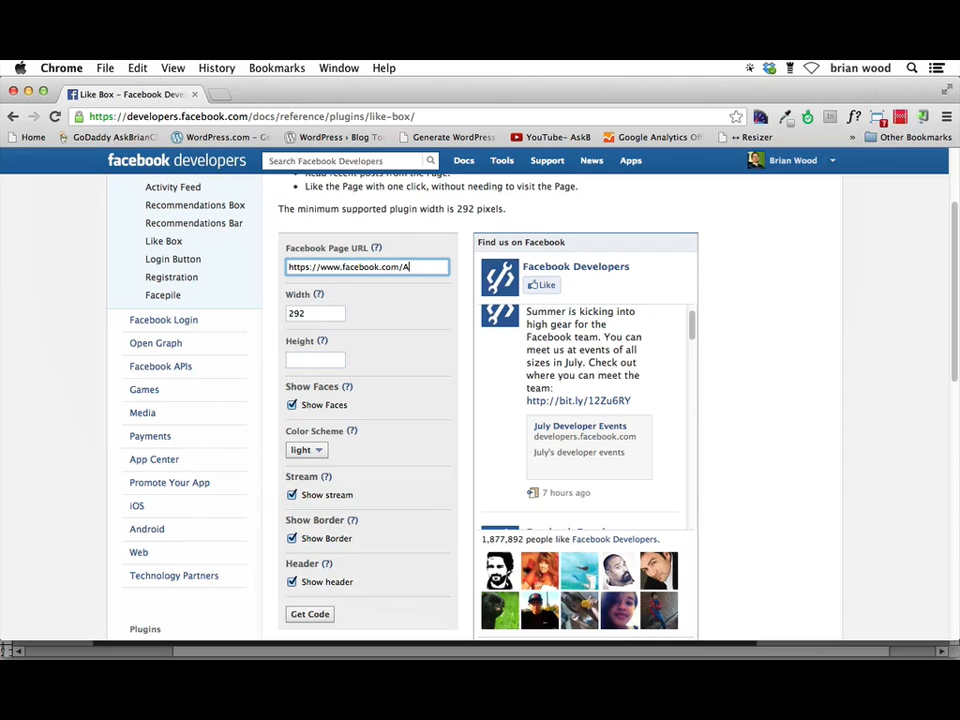 Chrome File Edit View History Bookmarks Window Help brian wood
Like Box – Facebook Deve
https://developers.facebook.com/docs/reference/plugins/like-box/
Home GoDaddy AskBrianC WordPress.com - Ge WordPress › Blog To Generate WordPress YouTube- AskB Google Analytics Of ↔ Resizer » Other Bookmarks
facebook developers Search Facebook Developers Docs Tools Support News Apps Brian Wood
Read recent posts from the Page.
Activity Feed
Like the Page with one click, without needing to visit the Page.
Recommendations Box
The minimum supported plugin width is 292 pixels.
Recommendations Bar
Like Box
Login Button
Registration
Facepile
Facebook Login
Open Graph
Facebook APIs
Games
Media
Payments
App Center
Promote Your App
iOS
Android
Web
Technology Partners
Plugins
Facebook Page URL (?)
https://www.facebook.com/A
Width (?)
292
Height (?)
Show Faces (?)
Show Faces
Color Scheme (?)
light
Stream (?)
Show stream
Show Border (?)
Show Border
Header (?)
Show header
Get Code
Find us on Facebook
Facebook Developers
Like
Summer is kicking into
high gear for the
Facebook team. You can
meet us at events of all
sizes in July. Check out
where you can meet the
team:
http://bit.ly/12Zu6RY
July Developer Events
developers.facebook.com
July's developer events
7 hours ago
1,877,892 people like Facebook Developers.